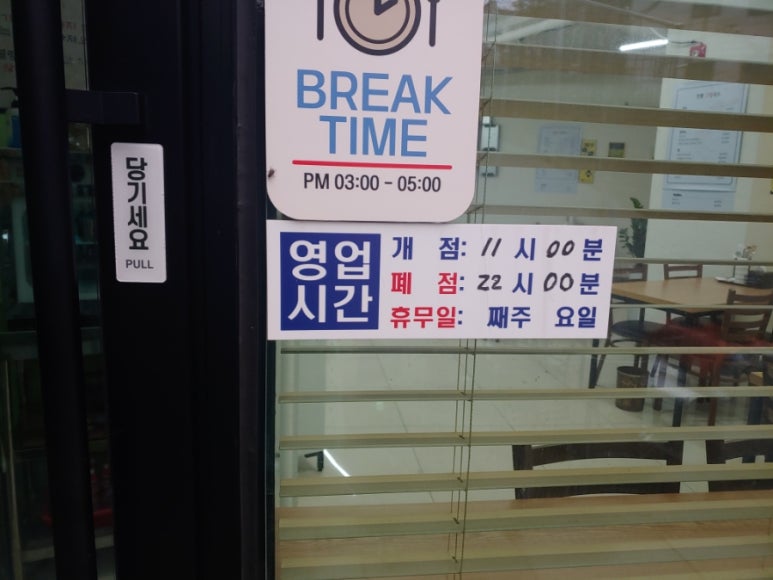 BREAK
TIME
PM 03:00 - 05:00
당기세요
PULL
영업
시간
개 점: 11 시 00 분
폐 점: 22 시 00 분
휴무일: 째주 요일